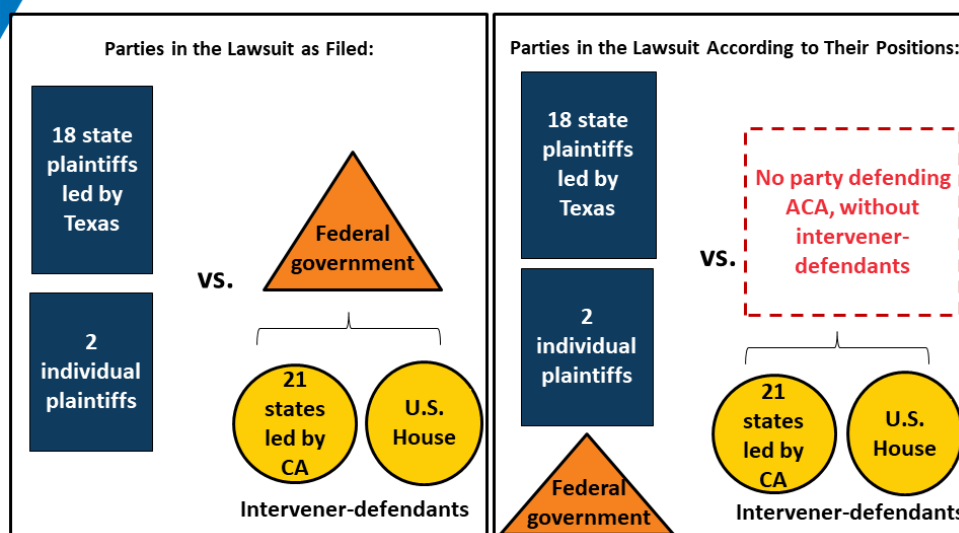 Parties in the Lawsuit as Filed:
18 state
plaintiffs
led by
Texas
2
individual
plaintiffs
vs.
Federal
government
21
states
led by
CA
U.S.
House
Intervener-defendants
Parties in the Lawsuit According to Their Positions:
18 state
plaintiffs
led by
Texas
2
individual
plaintiffs
Federal
government
vs.
No party defending
ACA, without
intervener-
defendants
21
states
led by
CA
U.S.
House
Intervener-defendants